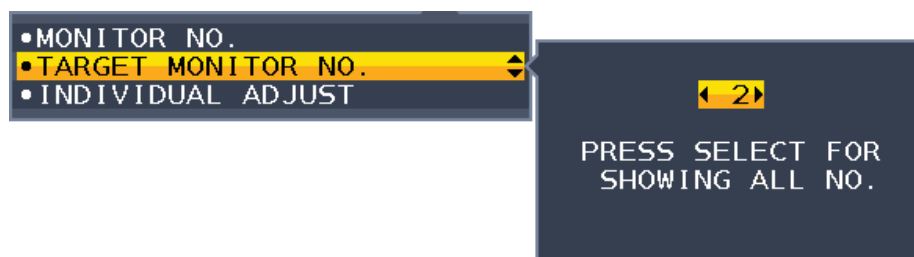 •MONITOR NO.
•TARGET MONITOR NO.
•INDIVIDUAL ADJUST
2
PRESS SELECT FOR
SHOWING ALL NO.